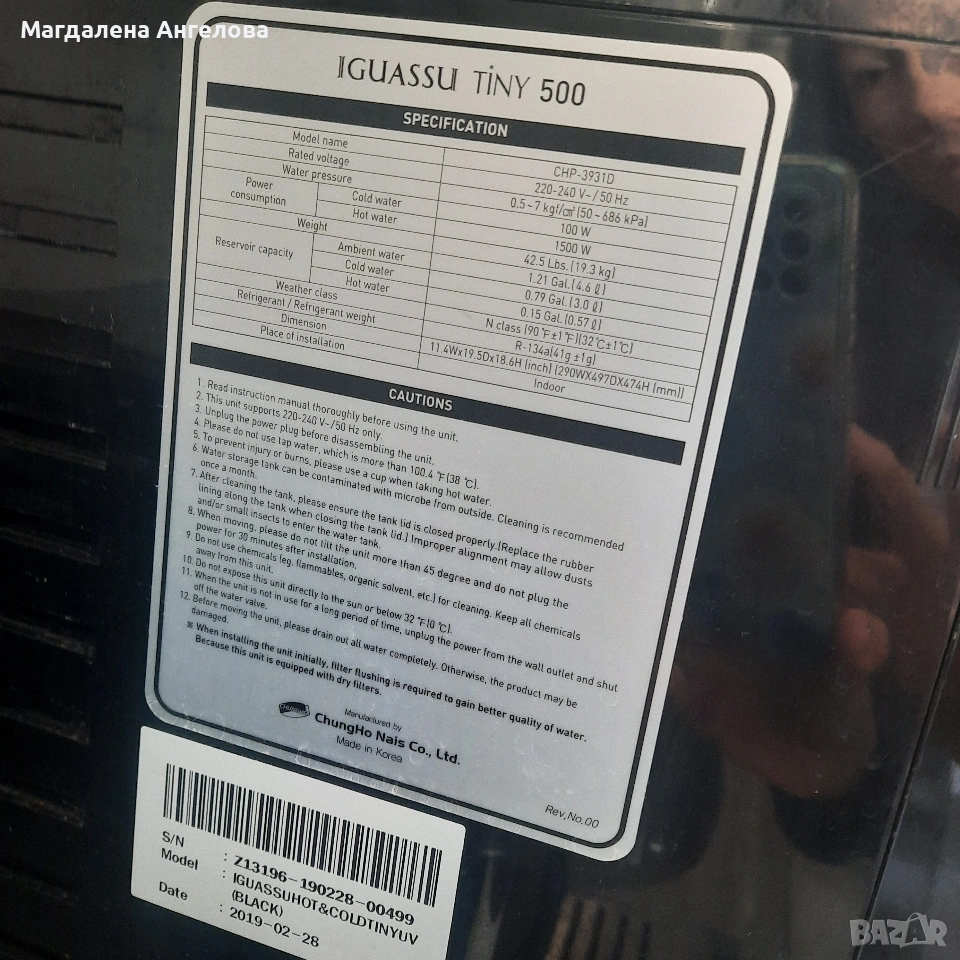 Магдалена Ангелова
IGUASSU TiNY 500
SPECIFICATION
Model name CHP-3931D
Rated voltage 220-240 V~/ 50 Hz
Water pressure 0.5~7 kgf/㎠ (50~686 kPa)
Power consumption Cold water 100 W
Hot water 1500 W
Weight 42.5 Lbs. (19.3 kg)
Reservoir capacity Ambient water 1.21 Gal. (4.6 ℓ)
Cold water 0.79 Gal. (3.0 ℓ)
Hot water 0.15 Gal. (0.57 ℓ)
Weather class N class (90℉±1℉)(32℃±1℃)
Refrigerant / Refrigerant weight R-134a(41g ±1g)
Dimension 11.4Wx19.5Dx18.6H (inch) (290WX497DX474H (mm))
Place of installation Indoor
CAUTIONS
1. Read instruction manual thoroughly before using the unit.
2. This unit supports 220-240 V~/50 Hz only.
3. Unplug the power plug before disassembling the unit.
4. Please do not use tap water, which is more than 100.4 ℉(38 ℃).
5. To prevent injury or burns, please use a cup when taking hot water.
6. Water storage tank can be contaminated with microbe from outside. Cleaning is recommended
once a month.
7. After cleaning the tank, please ensure the tank lid is closed properly.(Replace the rubber
lining along the tank when closing the tank lid.) Improper alignment may allow dusts
and/or small insects to enter the water tank.
8. When moving, please do not tilt the unit more than 45 degree and do not plug the
power for 30 minutes after installation.
9. Do not use chemicals (eg. flammables, organic solvent, etc.) for cleaning. Keep all chemicals
away from this unit.
10. Do not expose this unit directly to the sun or below 32 ℉(0 ℃).
11. When the unit is not in use for a long period of time, unplug the power from the wall outlet and shut
off the water valve.
12. Before moving the unit, please drain out all water completely. Otherwise, the product may be
damaged.
※ When installing the unit initially, filter flushing is required to gain better quality of water.
Because this unit is equipped with dry filters.
Manufactured by
ChungHo Nais Co., Ltd.
Made in Korea
Rev,No.00
S/N : Z13196-190228-00499
Model : IGUASSUHOT&COLDTINYUV
(BLACK)
Date : 2019-02-28
BAZAR